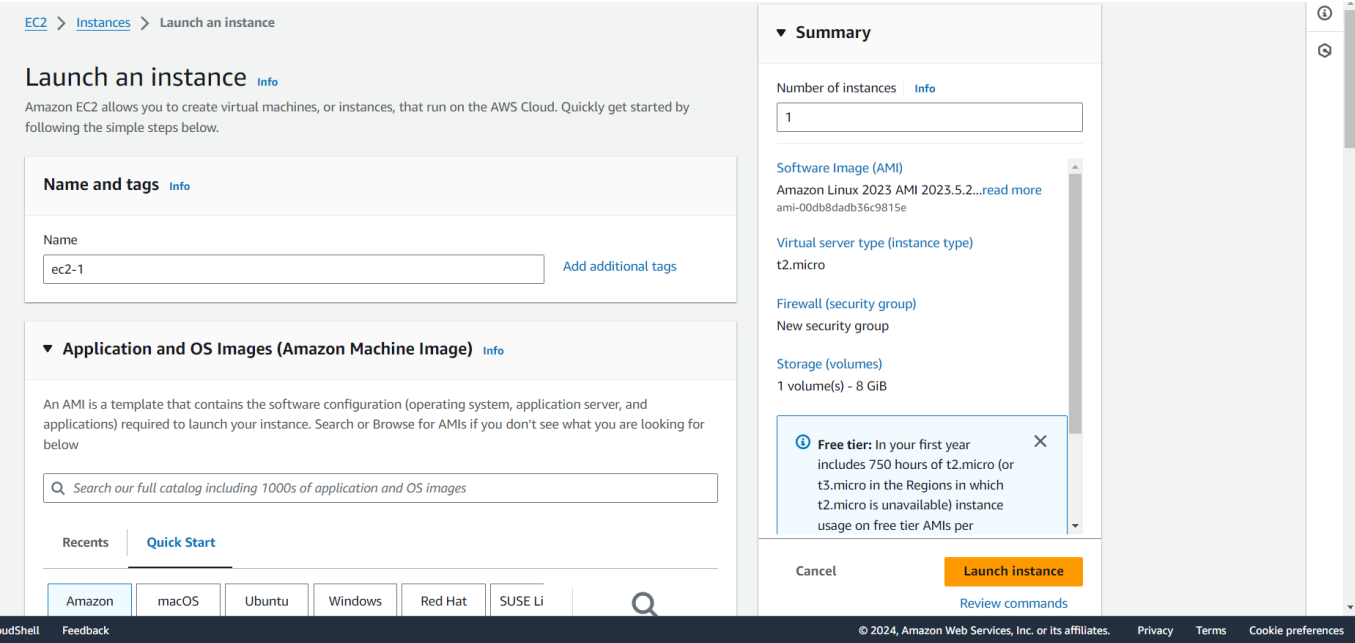 EC2 > Instances > Launch an instance
Launch an instance Info
Amazon EC2 allows you to create virtual machines, or instances, that run on the AWS Cloud. Quickly get started by
following the simple steps below.
Name and tags Info
Name
ec2-1
Add additional tags
Application and OS Images (Amazon Machine Image) Info
An AMI is a template that contains the software configuration (operating system, application server, and
applications) required to launch your instance. Search or Browse for AMIs if you don't see what you are looking for
below
Search our full catalog including 1000s of application and OS images
Recents Quick Start
Amazon macOS Ubuntu Windows Red Hat SUSE Li
Summary
Number of instances Info
1
Software Image (AMI)
Amazon Linux 2023 AMI 2023.5.2...read more
ami-00db8dadb36c9815e
Virtual server type (instance type)
t2.micro
Firewall (security group)
New security group
Storage (volumes)
1 volume(s) - 8 GiB
Free tier: In your first year
includes 750 hours of t2.micro (or
t3.micro in the Regions in which
t2.micro is unavailable) instance
usage on free tier AMIs per
Cancel Launch instance
Review commands
oudShell Feedback © 2024, Amazon Web Services, Inc. or its affiliates. Privacy Terms Cookie preferences